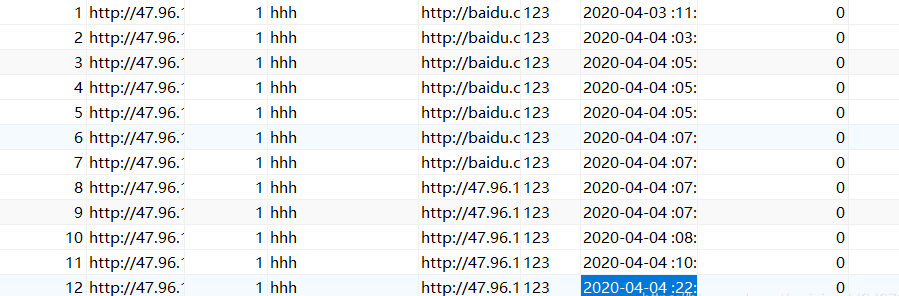 1 http://47.96.1 1 hhh http://baidu.c 123 2020-04-03 :11: 0
2 http://47.96.1 1 hhh http://baidu.c 123 2020-04-04 :03: 0
3 http://47.96.1 1 hhh http://baidu.c 123 2020-04-04 :05: 0
4 http://47.96.1 1 hhh http://baidu.c 123 2020-04-04 :05: 0
5 http://47.96.1 1 hhh http://baidu.c 123 2020-04-04 :05: 0
6 http://47.96.1 1 hhh http://baidu.c 123 2020-04-04 :07: 0
7 http://47.96.1 1 hhh http://baidu.c 123 2020-04-04 :07: 0
8 http://47.96.1 1 hhh http://47.96.1 123 2020-04-04 :07: 0
9 http://47.96.1 1 hhh http://47.96.1 123 2020-04-04 :07: 0
10 http://47.96.1 1 hhh http://47.96.1 123 2020-04-04 :08: 0
11 http://47.96.1 1 hhh http://47.96.1 123 2020-04-04 :10: 0
12 http://47.96.1 1 hhh http://47.96.1 123 2020-04-04 :22: 0